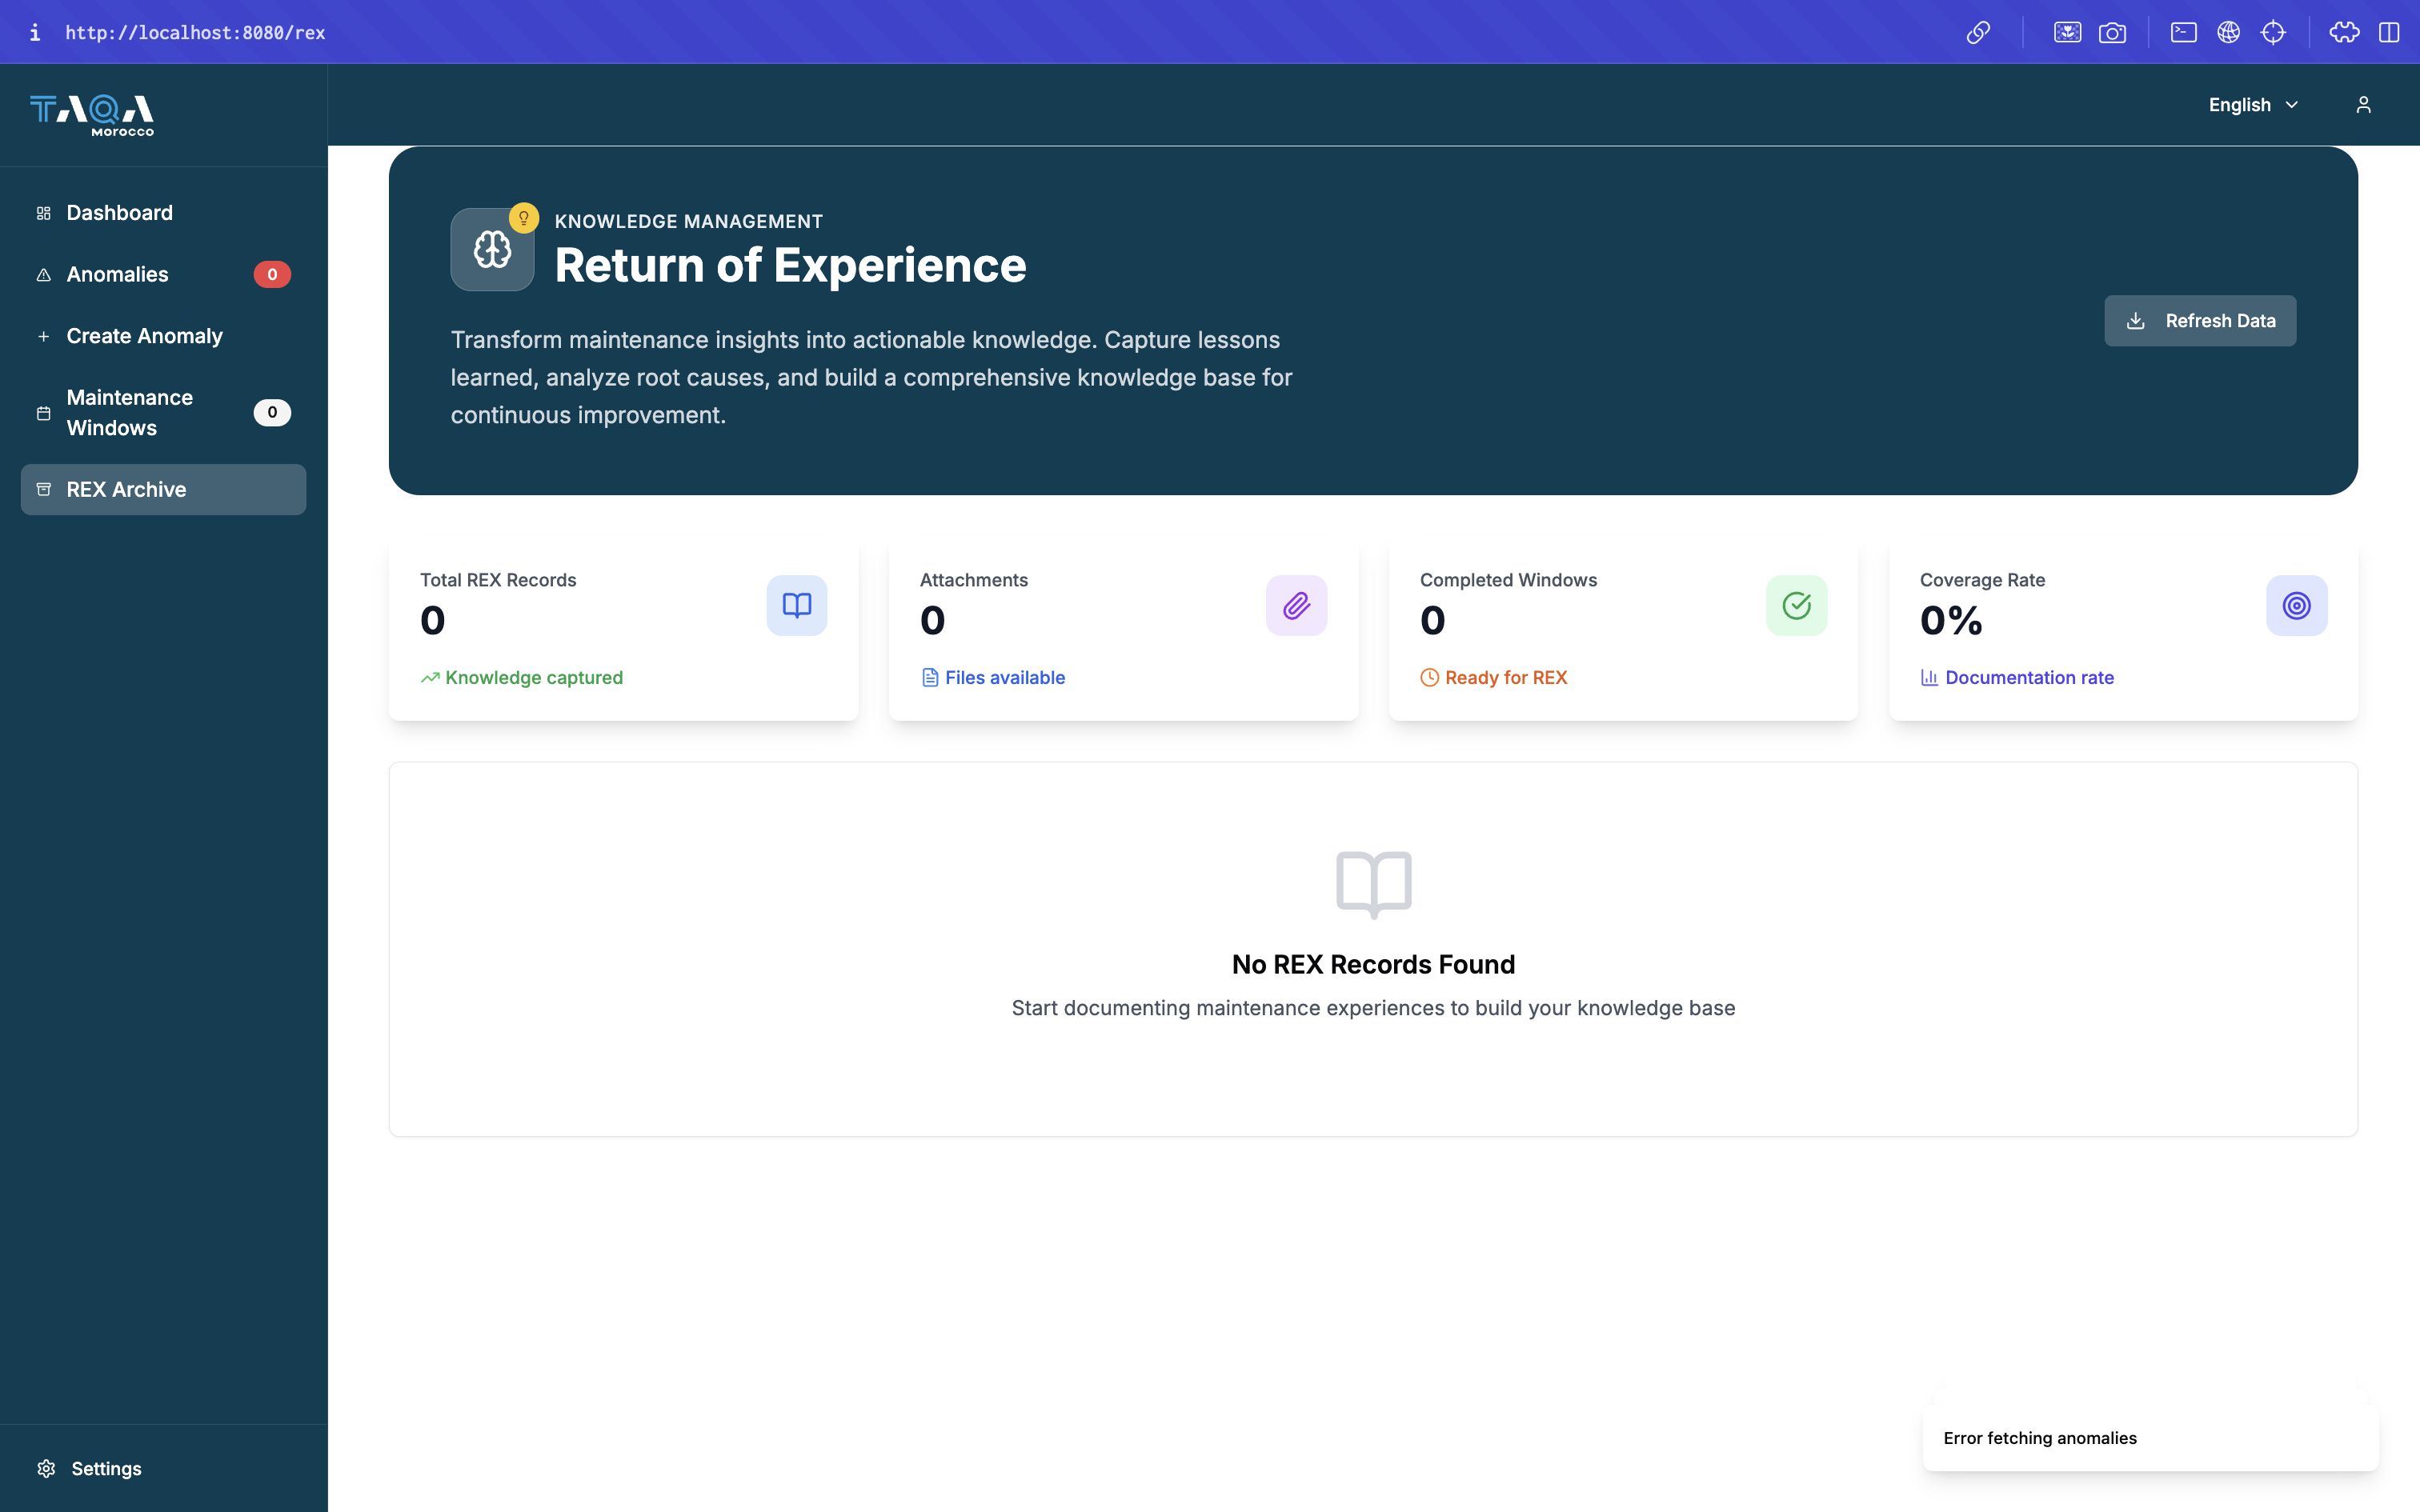 http://localhost:8080/rex
TAQA
Morocco
English
Dashboard
Anomalies
0
Create Anomaly
Maintenance
Windows
0
REX Archive
Settings
KNOWLEDGE MANAGEMENT
Return of Experience
Transform maintenance insights into actionable knowledge. Capture lessons
learned, analyze root causes, and build a comprehensive knowledge base for
continuous improvement.
Refresh Data
Total REX Records
0
Knowledge captured
Attachments
0
Files available
Completed Windows
0
Ready for REX
Coverage Rate
0%
Documentation rate
No REX Records Found
Start documenting maintenance experiences to build your knowledge base
Error fetching anomalies